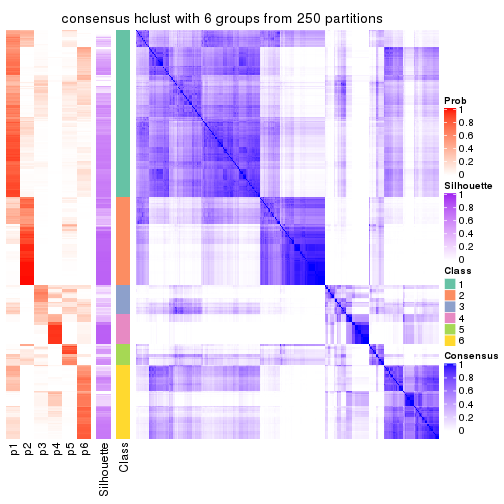 consensus hclust with 6 groups from 250 partitions
Prob
1
0.8
0.6
0.4
0.2
0
Silhouette
1
0.8
0.6
0.4
0.2
0
Class
1
2
3
4
5
6
Consensus
1
0.8
0.6
0.4
0.2
0
p1
p2
p3
p4
p5
p6
Silhouette
Class